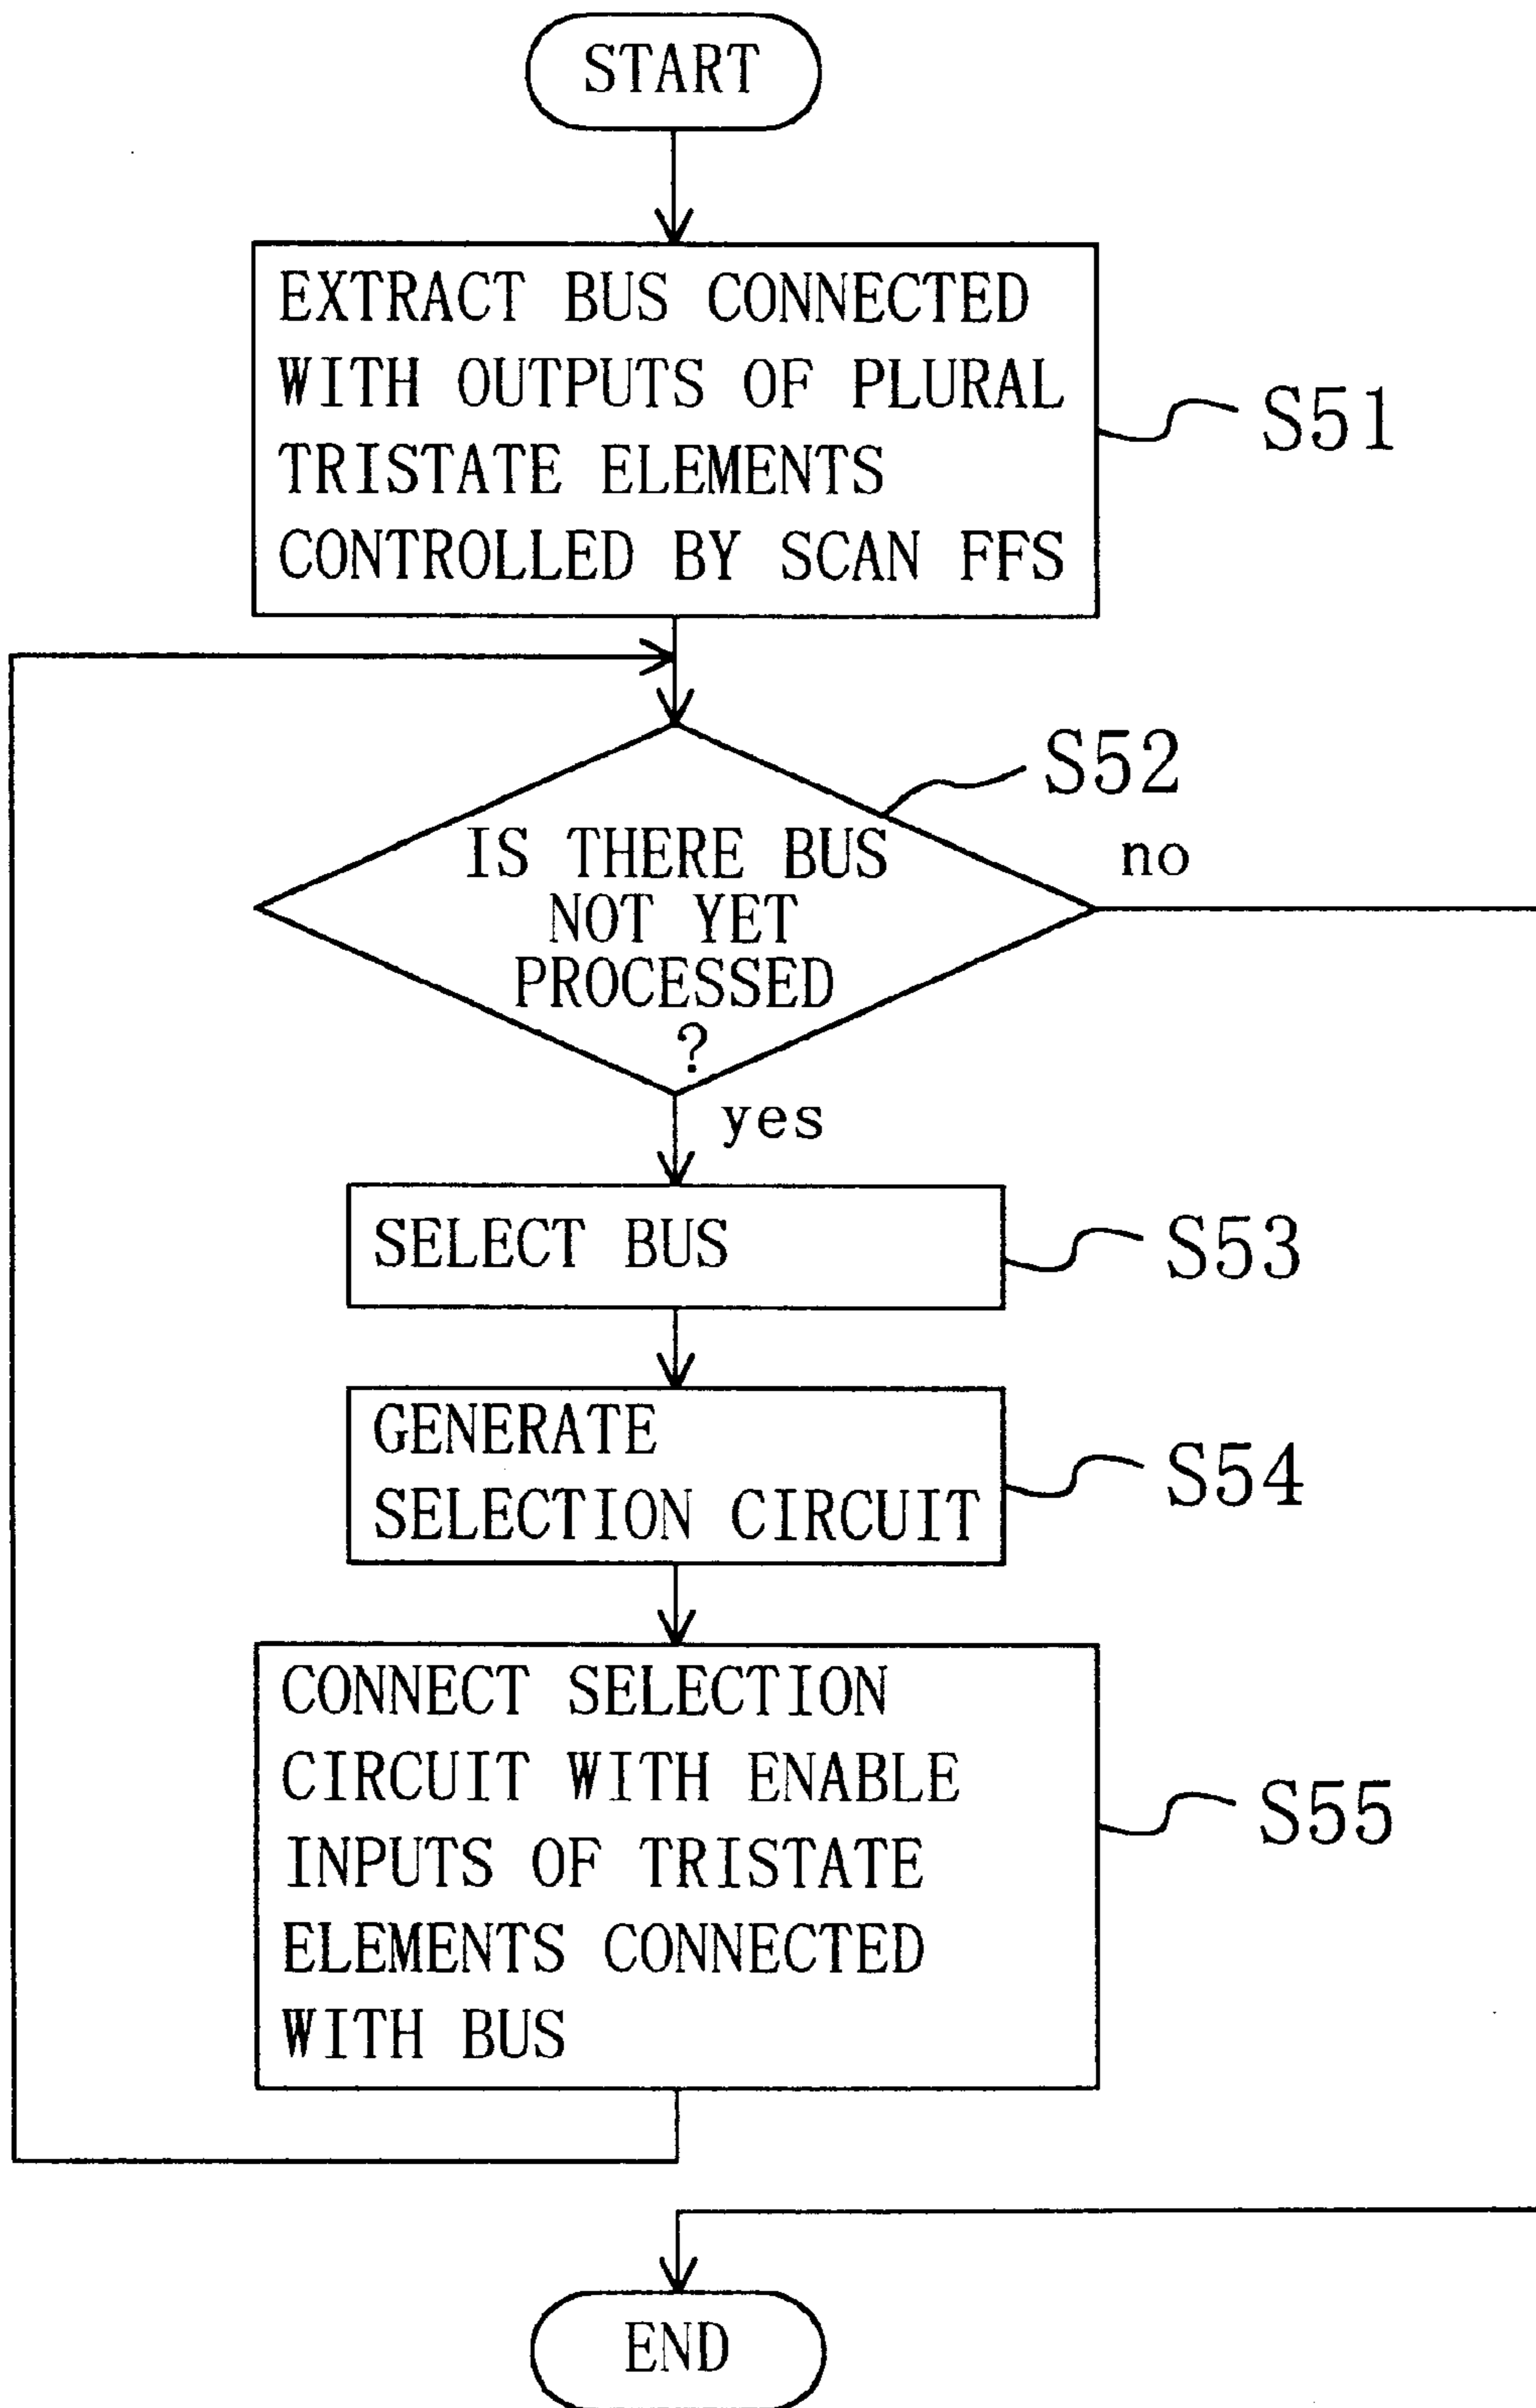 START
EXTRACT BUS CONNECTED
WITH OUTPUTS OF PLURAL
TRISTATE ELEMENTS
CONTROLLED BY SCAN FFS
S51
S52
IS THERE BUS
NOT YET
PROCESSED
?
no
yes
SELECT BUS
S53
GENERATE
SELECTION CIRCUIT
S54
CONNECT SELECTION
CIRCUIT WITH ENABLE
INPUTS OF TRISTATE
ELEMENTS CONNECTED
WITH BUS
S55
END